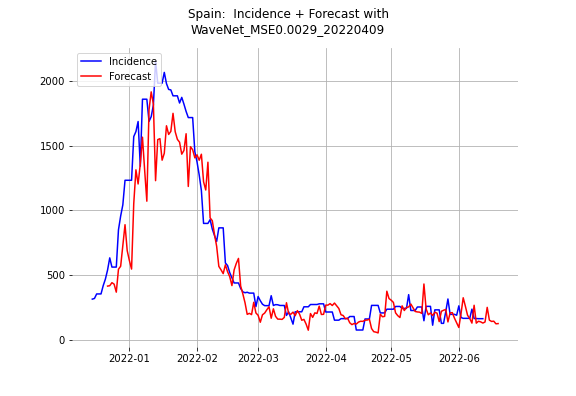 Spain:  Incidence + Forecast with
WaveNet_MSE0.0029_20220409
Incidence
Forecast
2000
1500
1000
500
0
2022-01 2022-02 2022-03 2022-04 2022-05 2022-06